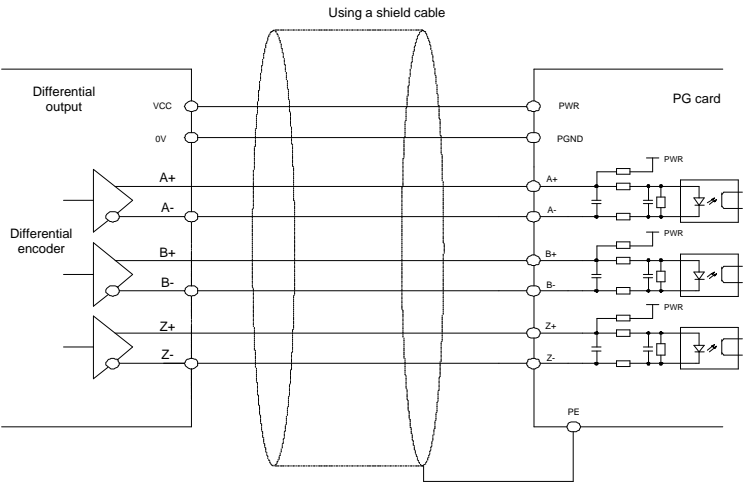 Using a shield cable
Differential
output
VCC
PWR
PG card
0V
PGND
PWR
A+
A+
A-
A-
Differential
encoder
PWR
B+
B+
B-
B-
PWR
Z+
Z+
Z-
Z-
PE